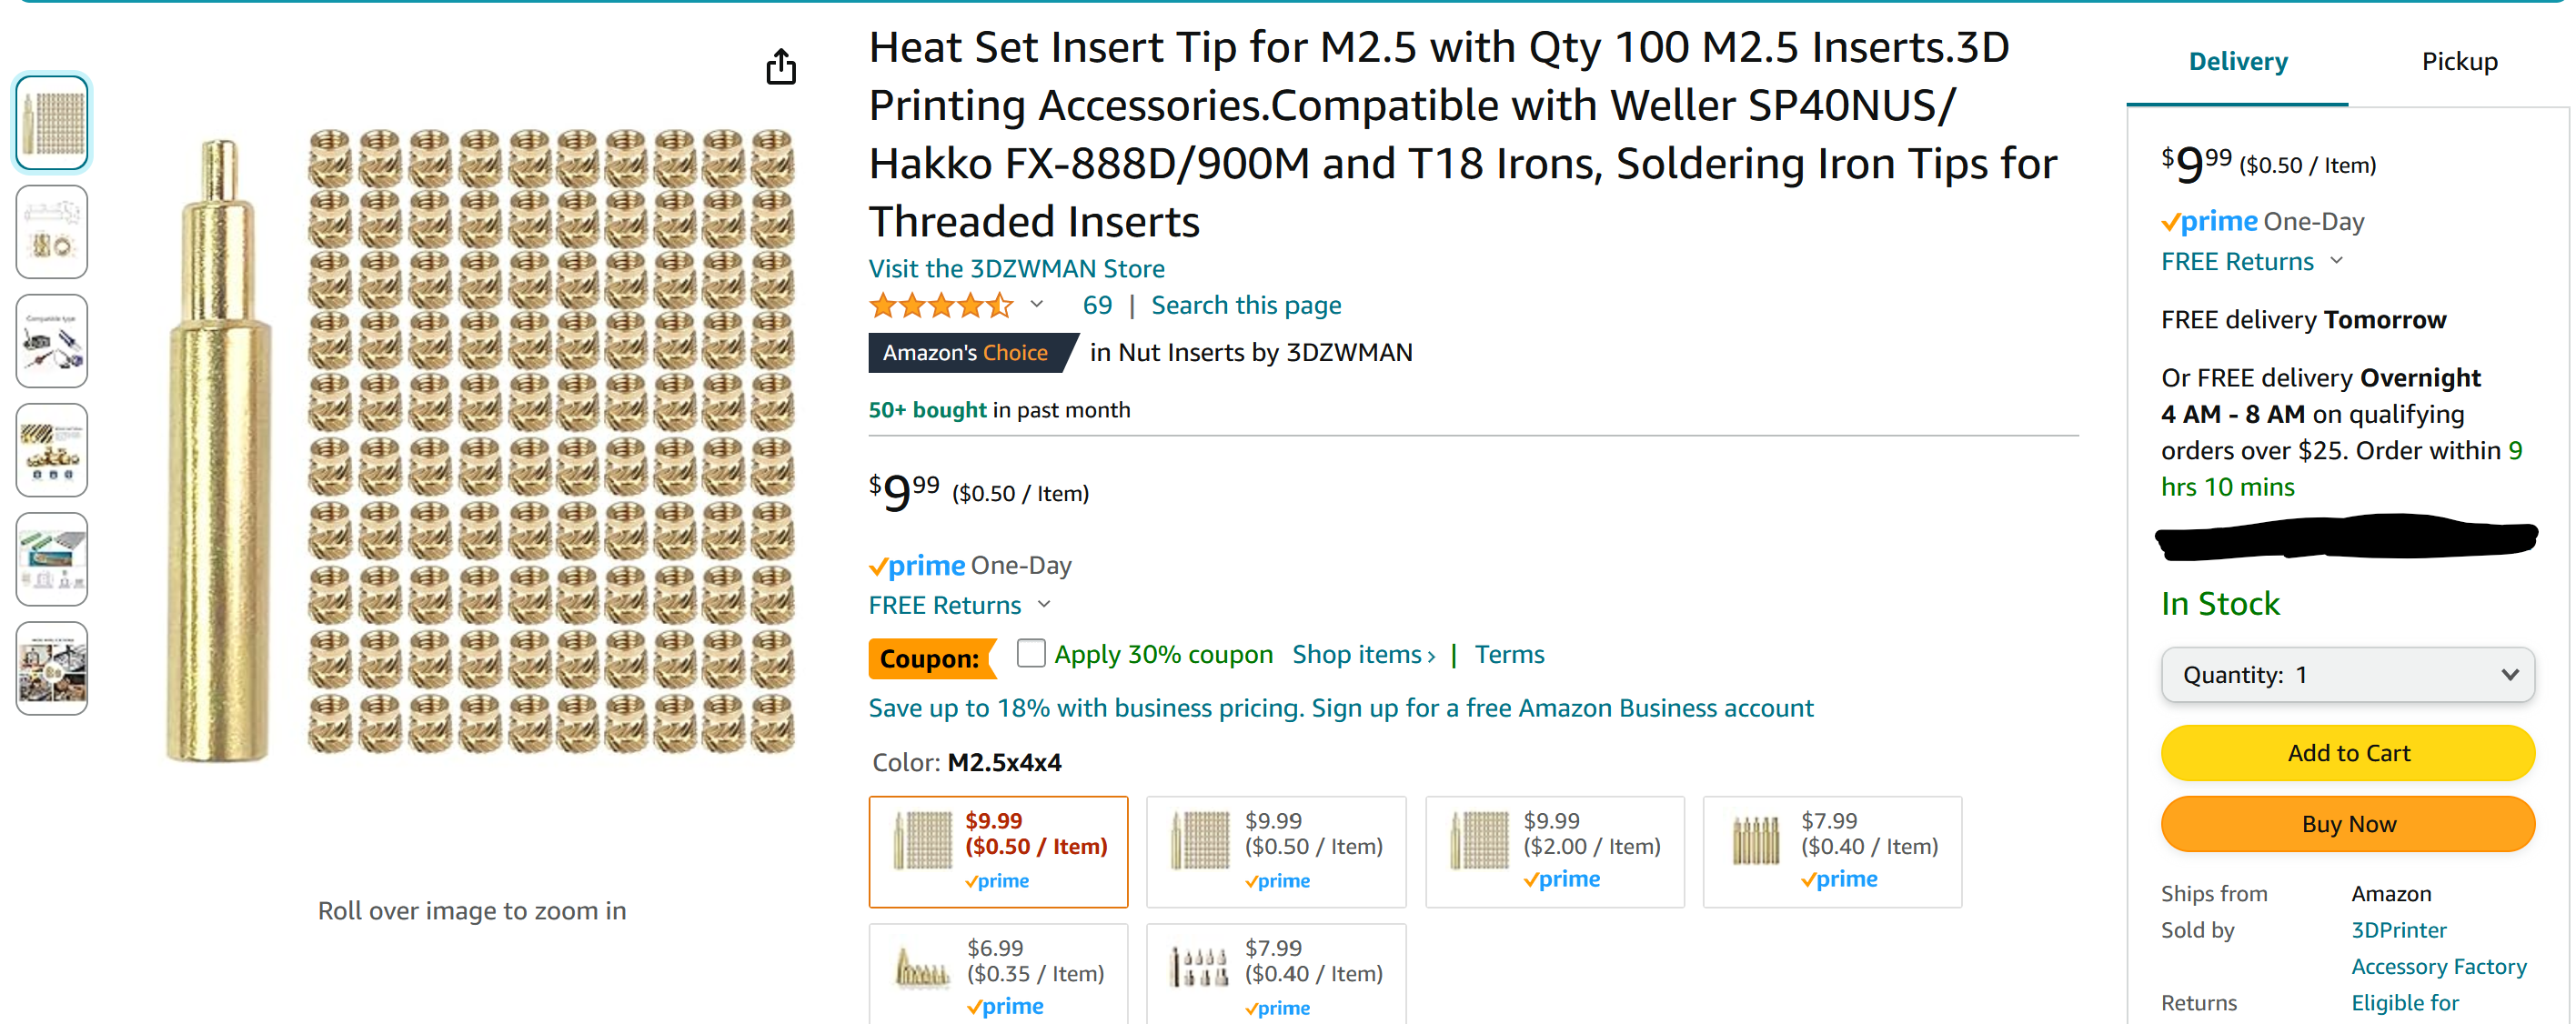 Heat Set Insert Tip for M2.5 with Qty 100 M2.5 Inserts.3D
Printing Accessories.Compatible with Weller SP40NUS/
Hakko FX-888D/900M and T18 Irons, Soldering Iron Tips for
Threaded Inserts
Visit the 3DZWMAN Store
69 | Search this page
Amazon's Choice in Nut Inserts by 3DZWMAN
50+ bought in past month
$9.99 ($0.50 / Item)
prime One-Day
FREE Returns
Coupon: Apply 30% coupon Shop items › | Terms
Save up to 18% with business pricing. Sign up for a free Amazon Business account
Color: M2.5x4x4
$9.99
($0.50 / Item)
prime
$9.99
($0.50 / Item)
prime
$9.99
($2.00 / Item)
prime
$7.99
($0.40 / Item)
prime
$6.99
($0.35 / Item)
prime
$7.99
($0.40 / Item)
prime
Compatible type
Roll over image to zoom in
Delivery
Pickup
$9.99 ($0.50 / Item)
prime One-Day
FREE Returns
FREE delivery Tomorrow
Or FREE delivery Overnight
4 AM - 8 AM on qualifying
orders over $25. Order within 9
hrs 10 mins
In Stock
Quantity: 1
Add to Cart
Buy Now
Ships from Amazon
Sold by 3DPrinter
Accessory Factory
Returns Eligible for